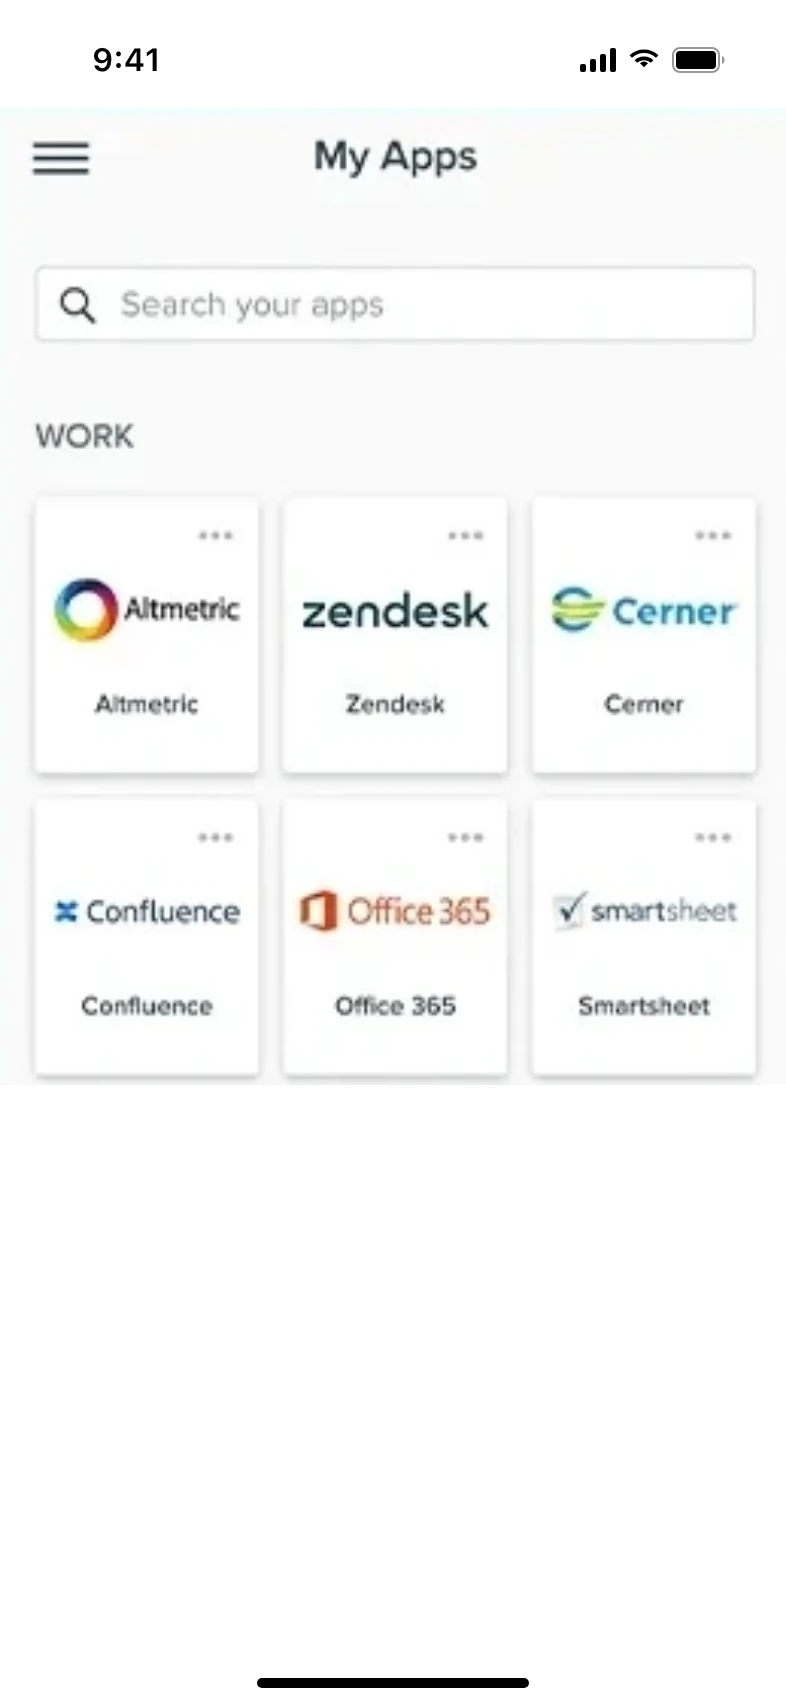 9:41
My Apps
Search your apps
WORK
Altmetric
zendesk
Cerner
Altmetric
Zendesk
Cerner
Confluence
Office 365
smartsheet
Confluence
Office 365
Smartsheet